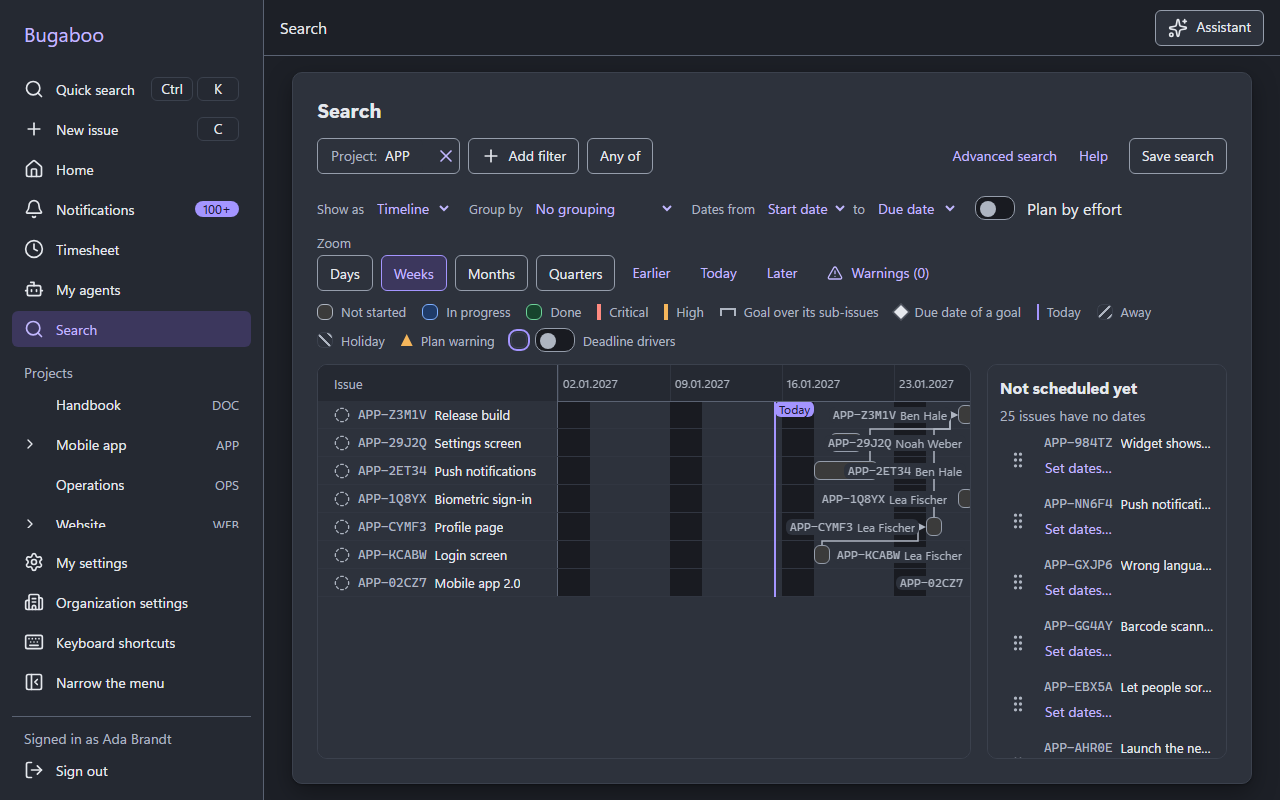 Bugaboo
Quick search Ctrl K
New issue C
Home
Notifications 100+
Timesheet
My agents
Search
Projects
Handbook DOC
Mobile app APP
Operations OPS
Website WEB
My settings
Organization settings
Keyboard shortcuts
Narrow the menu
Signed in as Ada Brandt
Sign out
Search
Assistant
Search
Project: APP
Add filter
Any of
Advanced search
Help
Save search
Show as Timeline Group by No grouping Dates from Start date to Due date Plan by effort
Zoom
Days Weeks Months Quarters Earlier Today Later Warnings (0)
Not started In progress Done Critical High Goal over its sub-issues Due date of a goal Today Away
Holiday Plan warning Deadline drivers
Issue 02.01.2027 09.01.2027 16.01.2027 23.01.2027
Today
APP-Z3M1V Release build APP-Z3M1V Ben Hale
APP-29J2Q Settings screen APP-29J2Q Noah Weber
APP-2ET34 Push notifications APP-2ET34 Ben Hale
APP-1Q8YX Biometric sign-in APP-1Q8YX Lea Fischer
APP-CYMF3 Profile page APP-CYMF3 Lea Fischer
APP-KCABW Login screen APP-KCABW Lea Fischer
APP-02CZ7 Mobile app 2.0 APP-02CZ7
Not scheduled yet
25 issues have no dates
APP-984TZ Widget shows...
Set dates...
APP-NN6F4 Push notificati...
Set dates...
APP-GXJP6 Wrong langua...
Set dates...
APP-GG4AY Barcode scann...
Set dates...
APP-EBX5A Let people sor...
Set dates...
APP-AHR0E Launch the ne...